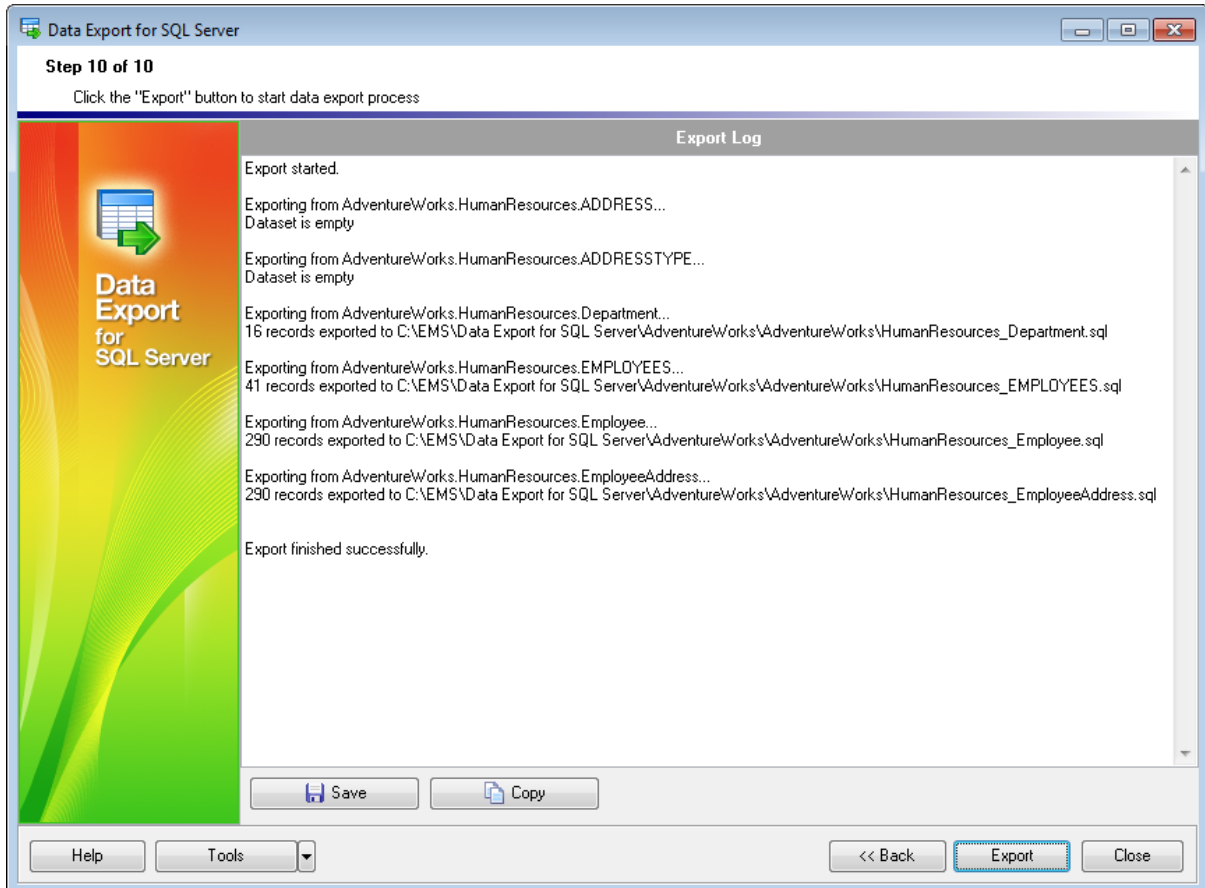 Data Export for SQL Server
Step 10 of 10
Click the "Export" button to start data export process
Data
Export
for
SQL Server
Export Log
Export started.
Exporting from AdventureWorks.HumanResources.ADDRESS...
Dataset is empty
Exporting from AdventureWorks.HumanResources.ADDRESSTYPE...
Dataset is empty
Exporting from AdventureWorks.HumanResources.Department...
16 records exported to C:\EMS\Data Export for SQL Server\AdventureWorks\AdventureWorks\HumanResources_Department.sql
Exporting from AdventureWorks.HumanResources.EMPLOYEES...
41 records exported to C:\EMS\Data Export for SQL Server\AdventureWorks\AdventureWorks\HumanResources_EMPLOYEES.sql
Exporting from AdventureWorks.HumanResources.Employee...
290 records exported to C:\EMS\Data Export for SQL Server\AdventureWorks\AdventureWorks\HumanResources_Employee.sql
Exporting from AdventureWorks.HumanResources.EmployeeAddress...
290 records exported to C:\EMS\Data Export for SQL Server\AdventureWorks\AdventureWorks\HumanResources_EmployeeAddress.sql
Export finished successfully.
Save
Copy
Help
Tools
<< Back
Export
Close